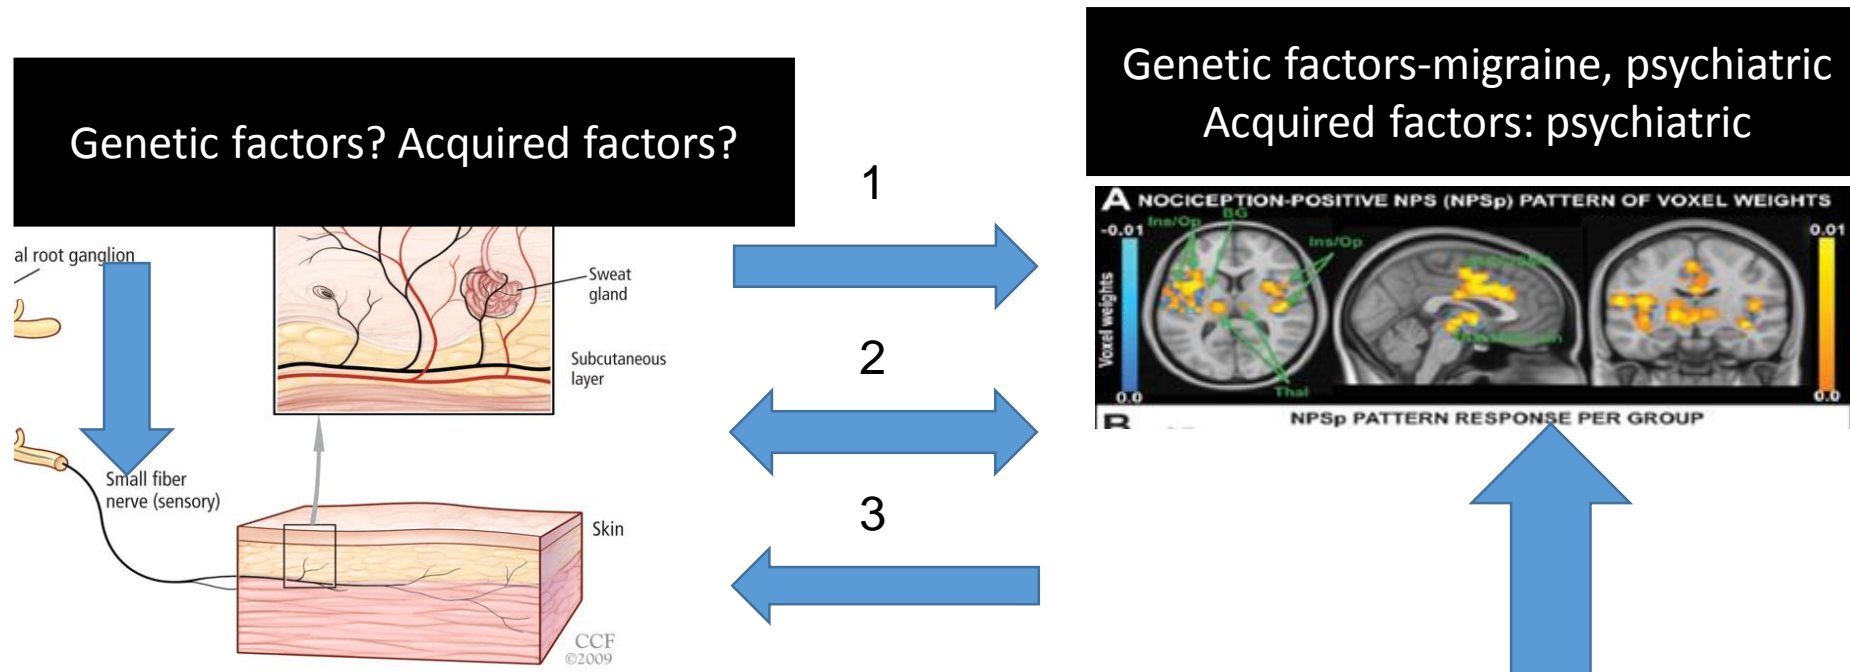 Genetic factors? Acquired factors?
al root ganglion
Sweat
gland
Subcutaneous
layer
Small fiber
nerve (sensory)
Skin
CCF
©2009
1
2
3
Genetic factors-migraine, psychiatric
Acquired factors: psychiatric
A NOCICEPTION-POSITIVE NPS (NPSp) PATTERN OF VOXEL WEIGHTS
-0.01
Ins/Op
BG
Ins/Op
0.01
Voxel weights
Thal
0.0
0.0
NPSp PATTERN RESPONSE PER GROUP